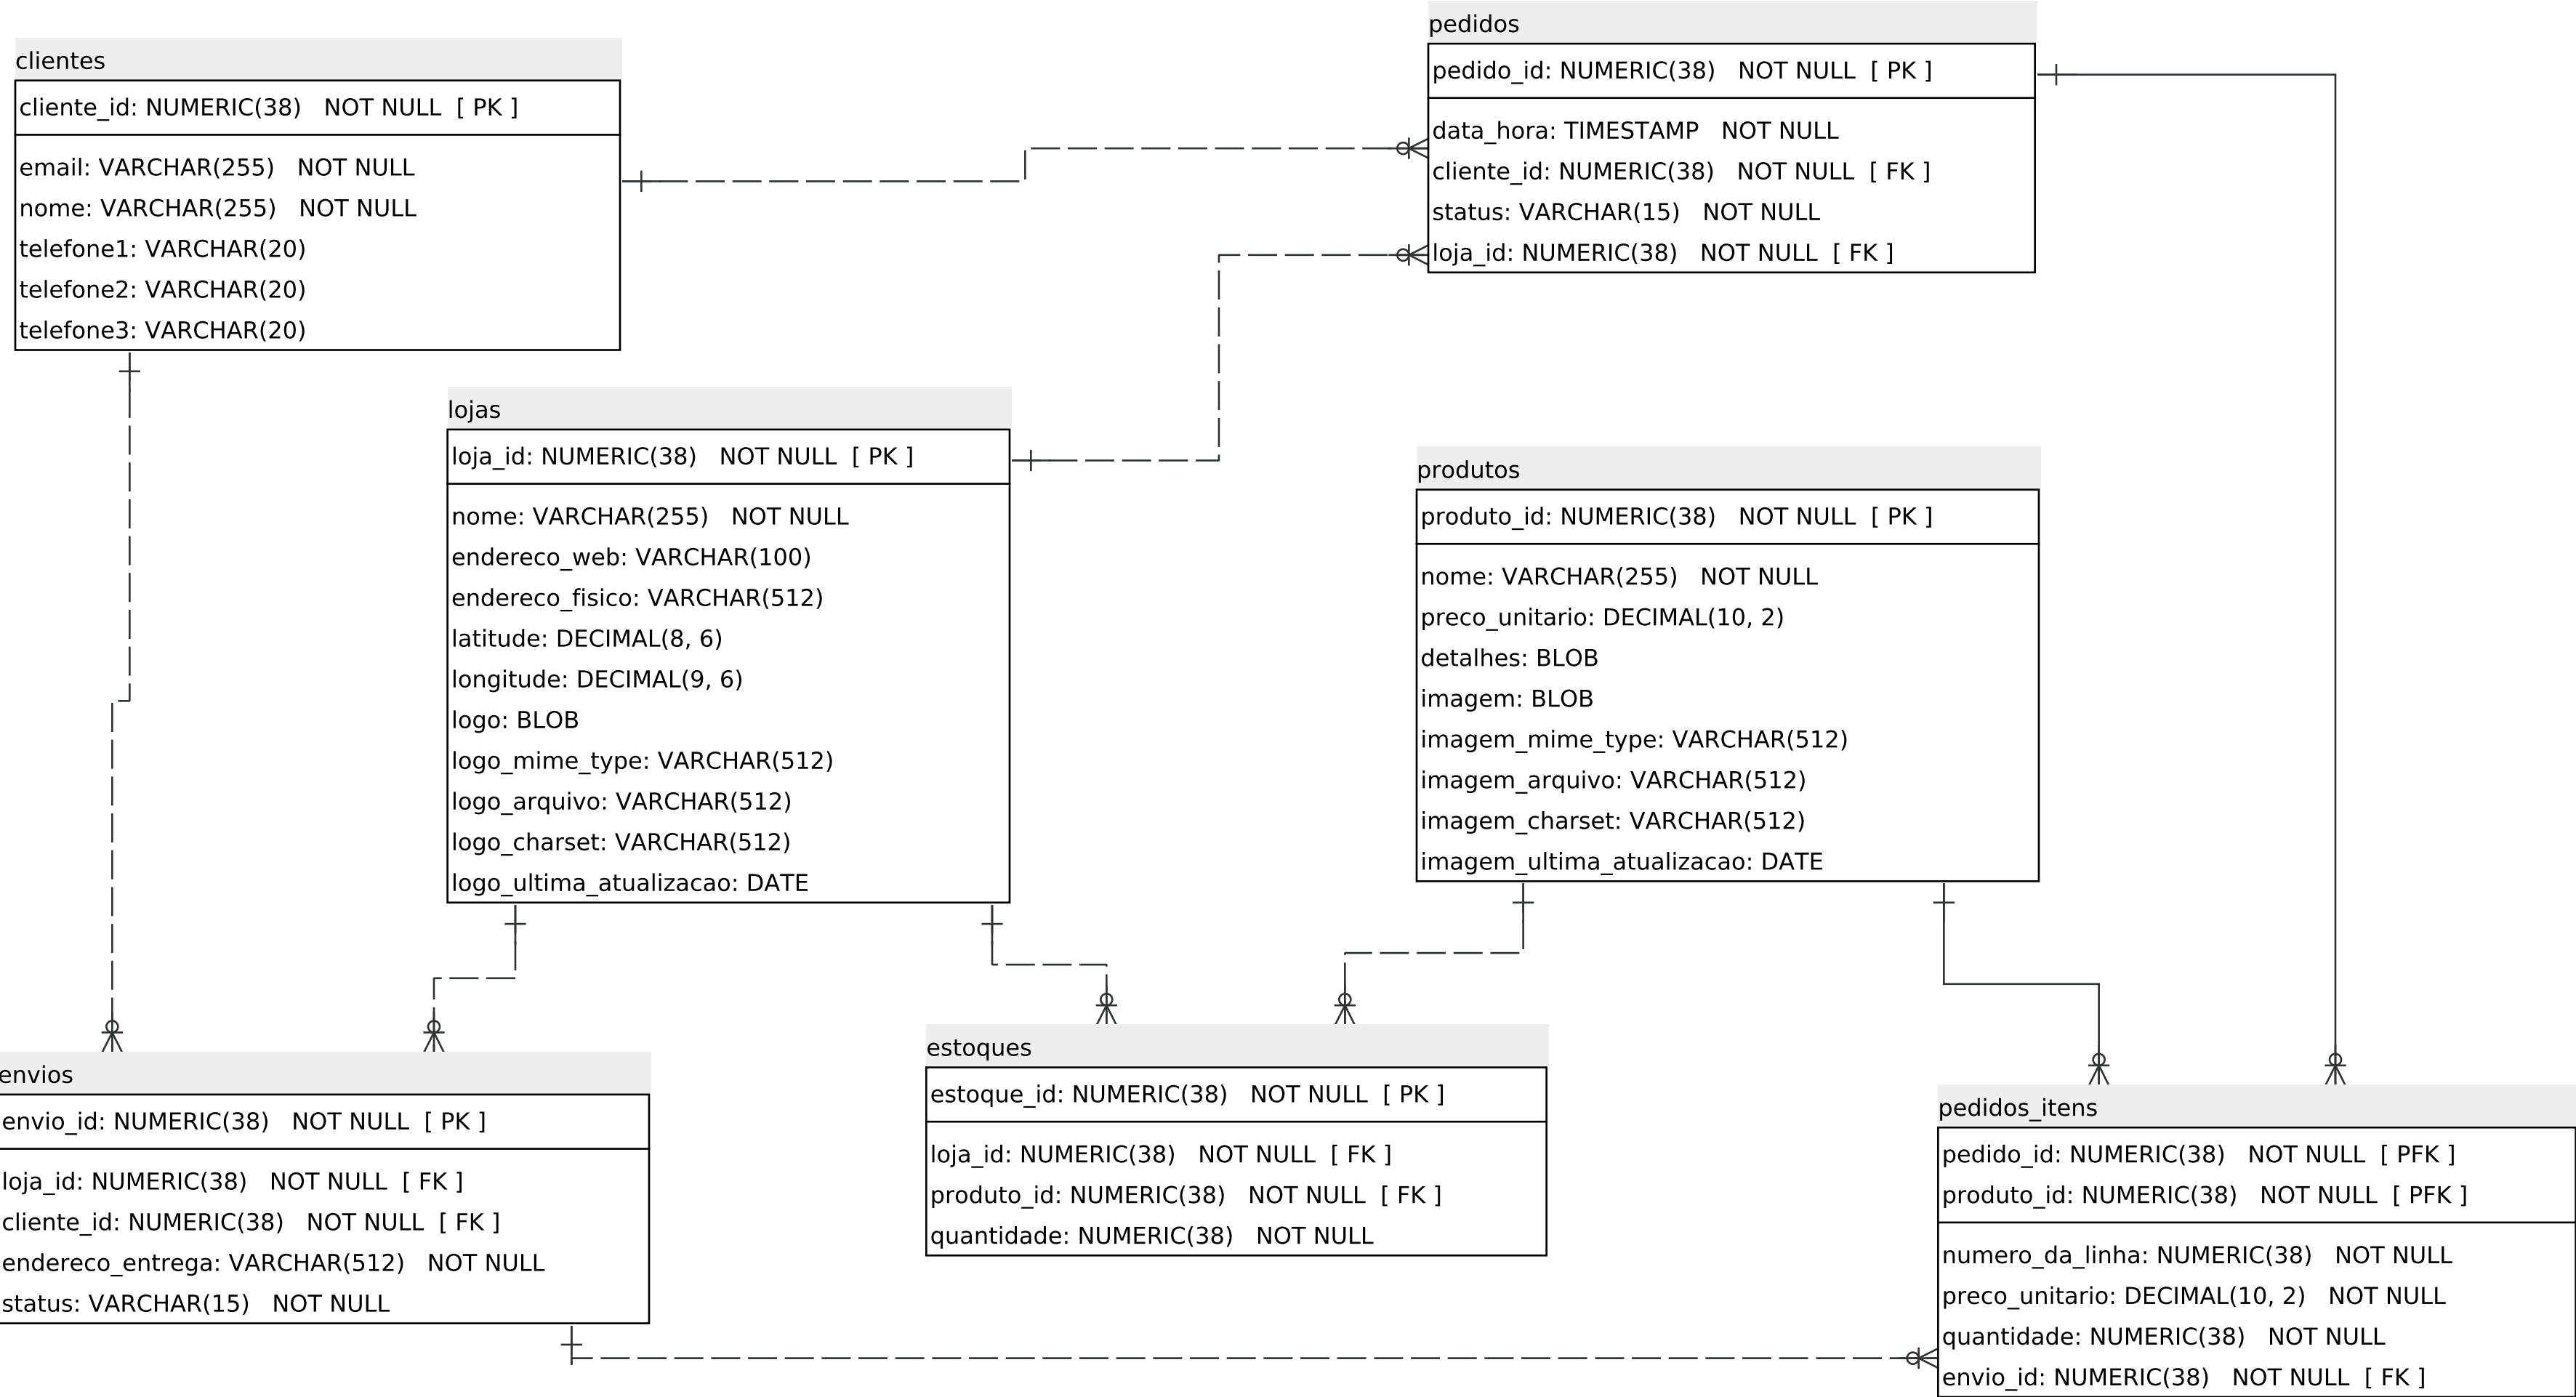 clientes
cliente_id: NUMERIC(38) NOT NULL [ PK ]
email: VARCHAR(255) NOT NULL
nome: VARCHAR(255) NOT NULL
telefone1: VARCHAR(20)
telefone2: VARCHAR(20)
telefone3: VARCHAR(20)
pedidos
pedido_id: NUMERIC(38) NOT NULL [ PK ]
data_hora: TIMESTAMP NOT NULL
cliente_id: NUMERIC(38) NOT NULL [ FK ]
status: VARCHAR(15) NOT NULL
loja_id: NUMERIC(38) NOT NULL [ FK ]
lojas
loja_id: NUMERIC(38) NOT NULL [ PK ]
nome: VARCHAR(255) NOT NULL
endereco_web: VARCHAR(100)
endereco_fisico: VARCHAR(512)
latitude: DECIMAL(8, 6)
longitude: DECIMAL(9, 6)
logo: BLOB
logo_mime_type: VARCHAR(512)
logo_arquivo: VARCHAR(512)
logo_charset: VARCHAR(512)
logo_ultima_atualizacao: DATE
produtos
produto_id: NUMERIC(38) NOT NULL [ PK ]
nome: VARCHAR(255) NOT NULL
preco_unitario: DECIMAL(10, 2)
detalhes: BLOB
imagem: BLOB
imagem_mime_type: VARCHAR(512)
imagem_arquivo: VARCHAR(512)
imagem_charset: VARCHAR(512)
imagem_ultima_atualizacao: DATE
envios
envio_id: NUMERIC(38) NOT NULL [ PK ]
loja_id: NUMERIC(38) NOT NULL [ FK ]
cliente_id: NUMERIC(38) NOT NULL [ FK ]
endereco_entrega: VARCHAR(512) NOT NULL
status: VARCHAR(15) NOT NULL
estoques
estoque_id: NUMERIC(38) NOT NULL [ PK ]
loja_id: NUMERIC(38) NOT NULL [ FK ]
produto_id: NUMERIC(38) NOT NULL [ FK ]
quantidade: NUMERIC(38) NOT NULL
pedidos_itens
pedido_id: NUMERIC(38) NOT NULL [ PFK ]
produto_id: NUMERIC(38) NOT NULL [ PFK ]
numero_da_linha: NUMERIC(38) NOT NULL
preco_unitario: DECIMAL(10, 2) NOT NULL
quantidade: NUMERIC(38) NOT NULL
envio_id: NUMERIC(38) NOT NULL [ FK ]